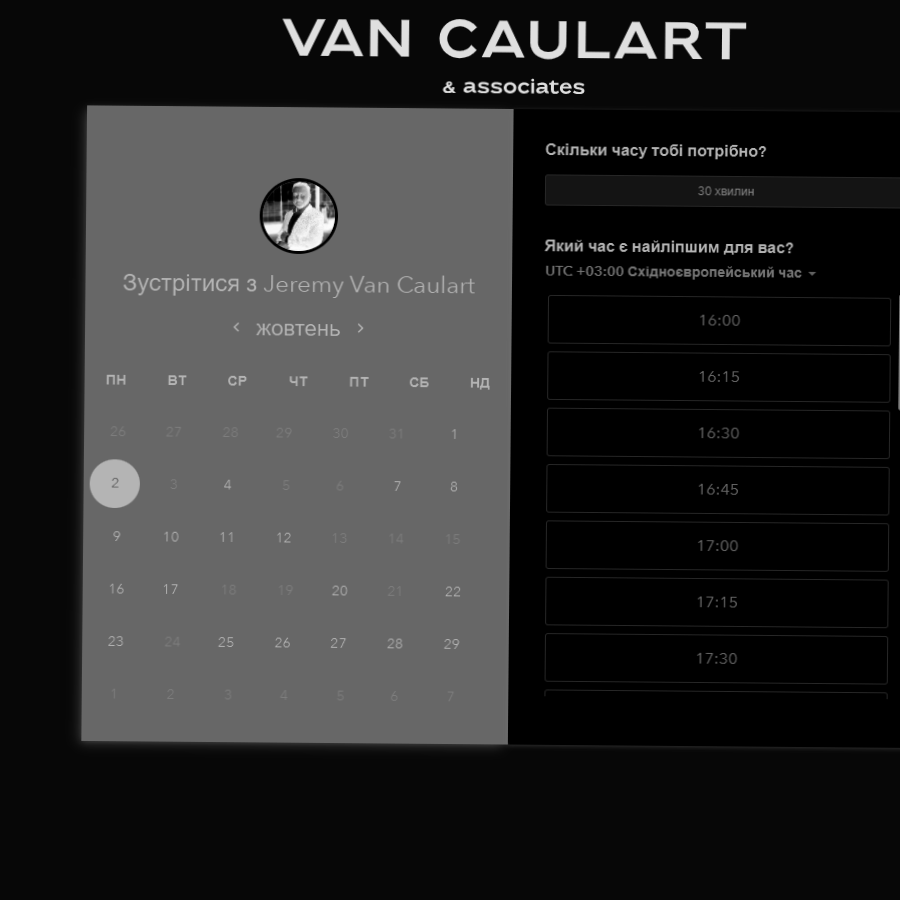 VAN CAULART
& associates
Зустрітися з Jeremy Van Caulart
жовтень
ПН ВТ СР ЧТ ПТ СБ НД
26 27 28 29 30 31 1
2 3 4 5 6 7 8
9 10 11 12 13 14 15
16 17 18 19 20 21 22
23 24 25 26 27 28 29
1 2 3 4 5 6 7
Скільки часу тобі потрібно?
30 хвилин
Який час є найліпшим для вас?
UTC +03:00 Східноєвропейський час
16:00
16:15
16:30
16:45
17:00
17:15
17:30